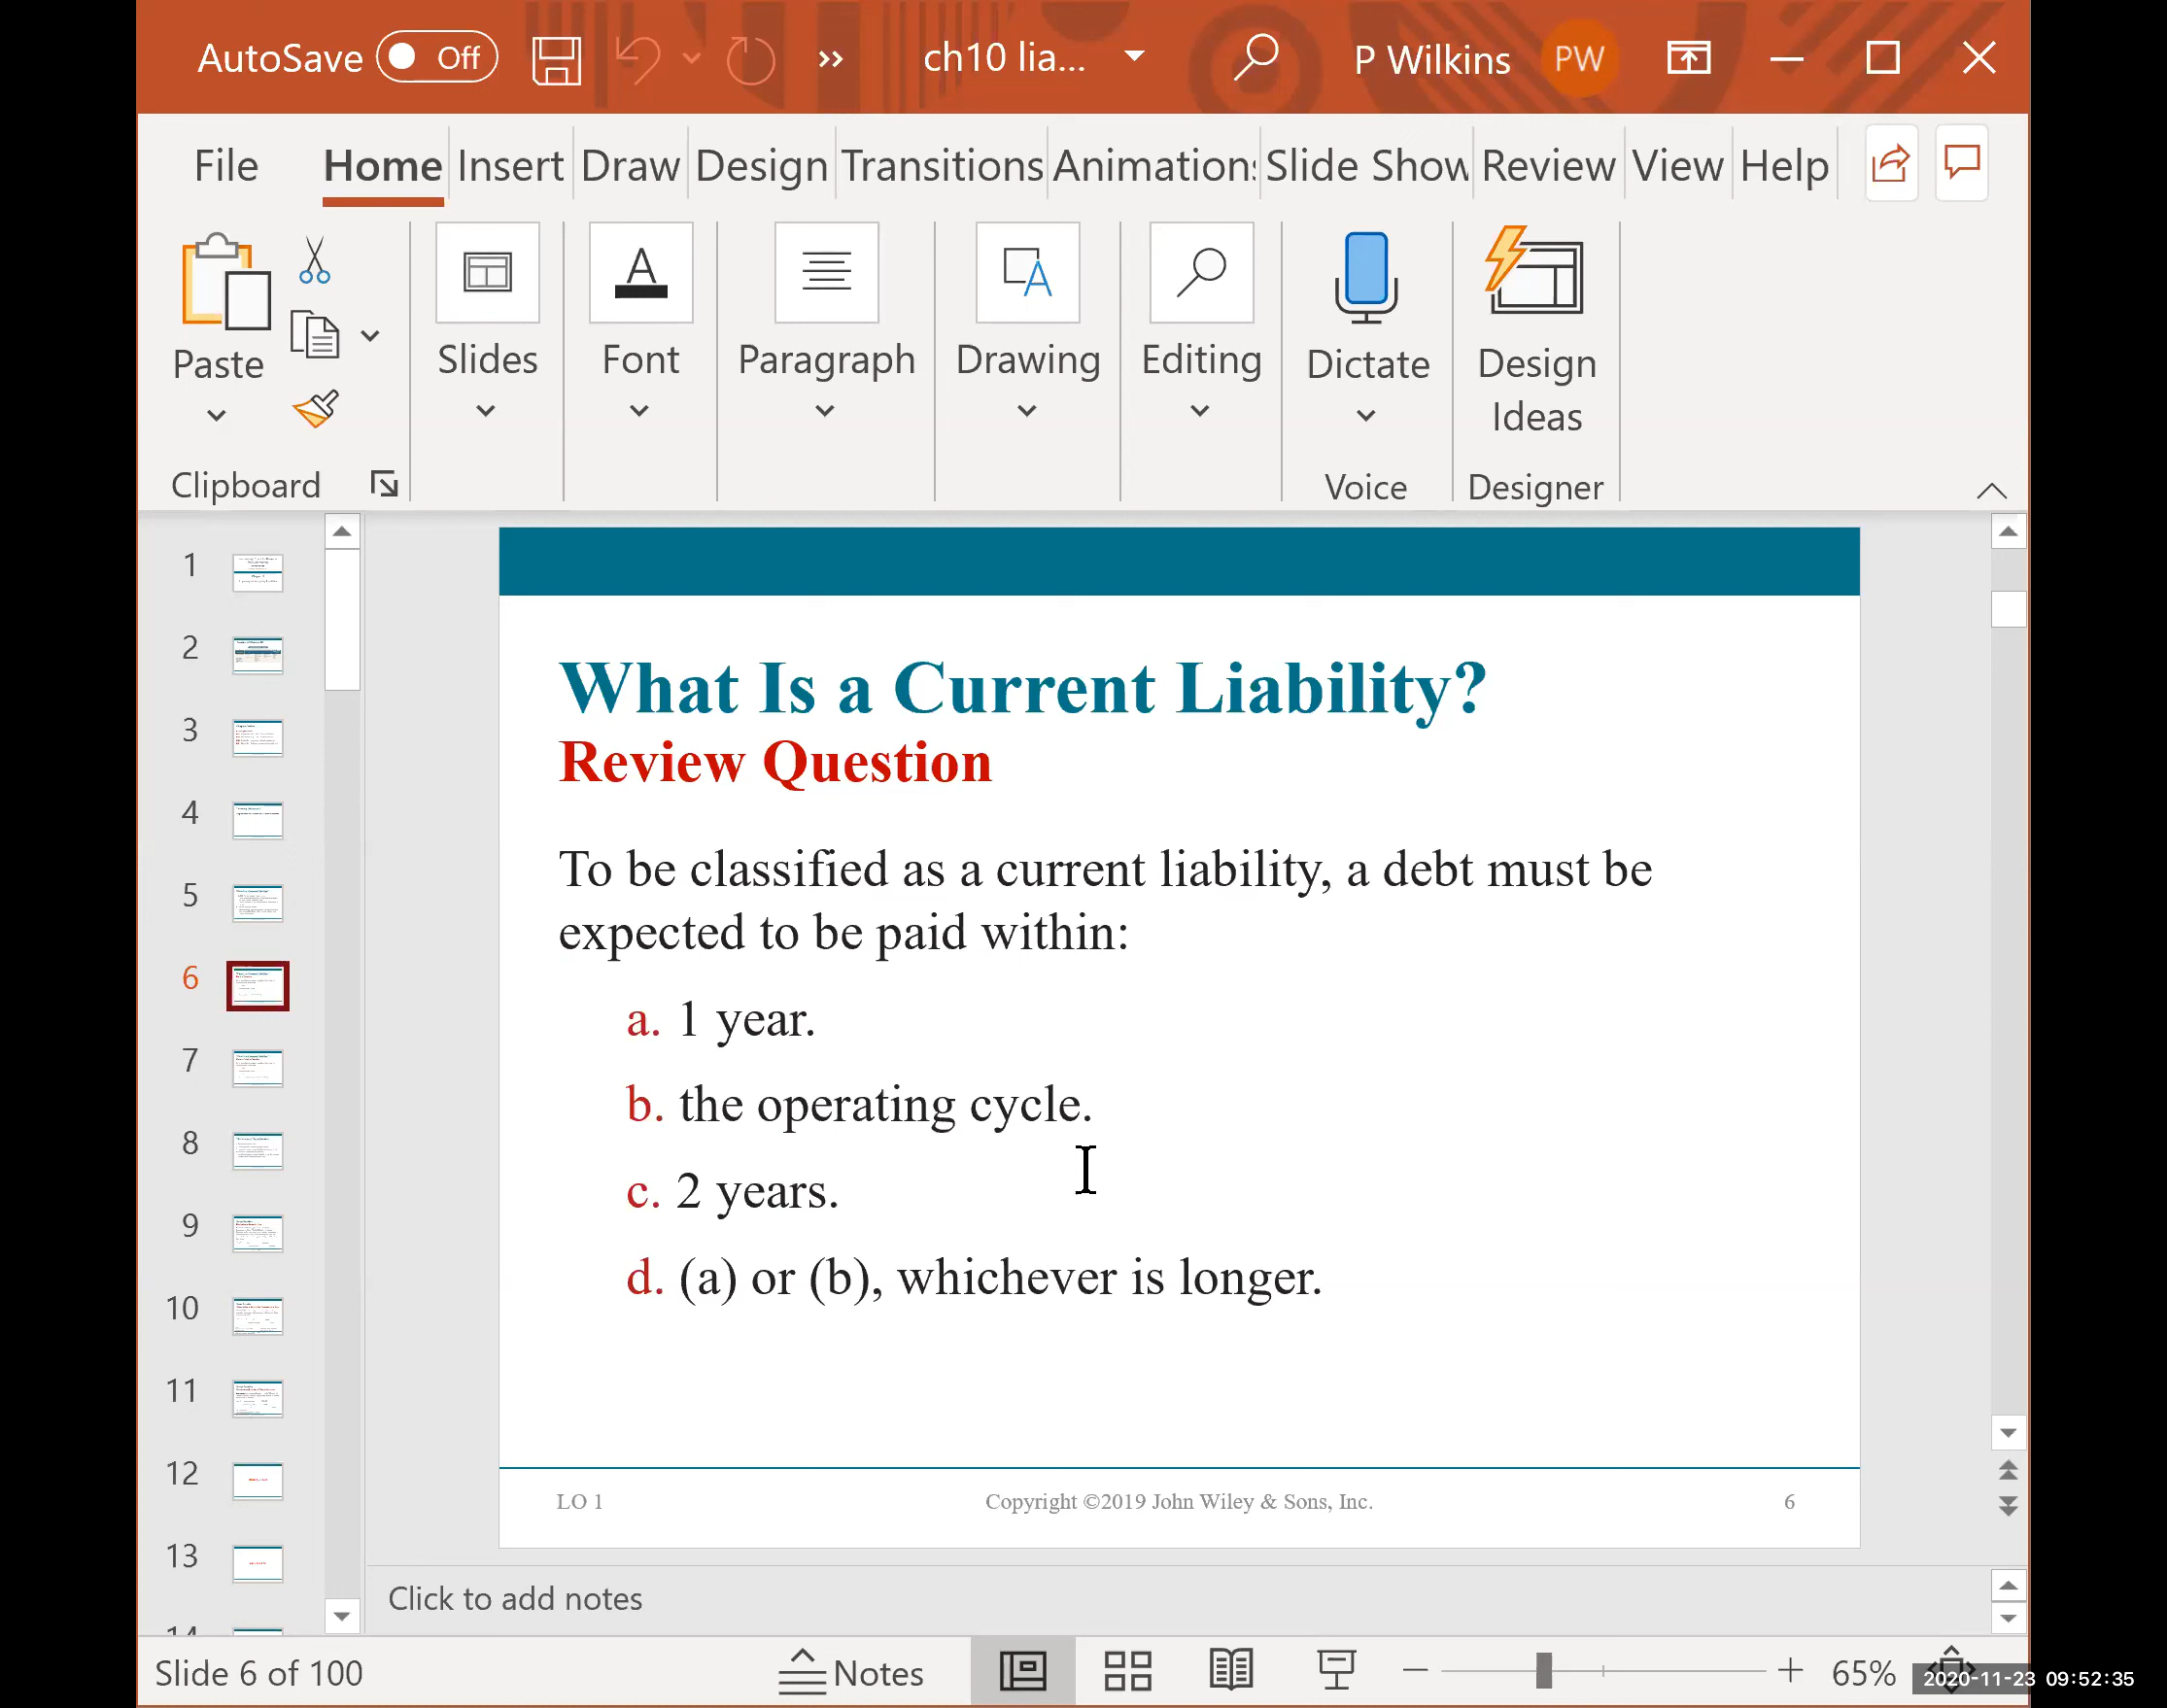 AutoSave Off ch10 lia... P Wilkins PW
File Home Insert Draw Design Transitions Animations Slide Show Review View Help
Paste Slides Font Paragraph Drawing Editing Dictate Design Ideas
Clipboard Voice Designer
1
2
3
4
5
6
7
8
9
10
11
12
13
14
What Is a Current Liability?
Review Question
To be classified as a current liability, a debt must be
expected to be paid within:
a. 1 year.
b. the operating cycle.
c. 2 years.
d. (a) or (b), whichever is longer.
LO 1 Copyright ©2019 John Wiley & Sons, Inc. 6
Click to add notes
Slide 6 of 100 Notes 65%
2020-11-23 09:52:35